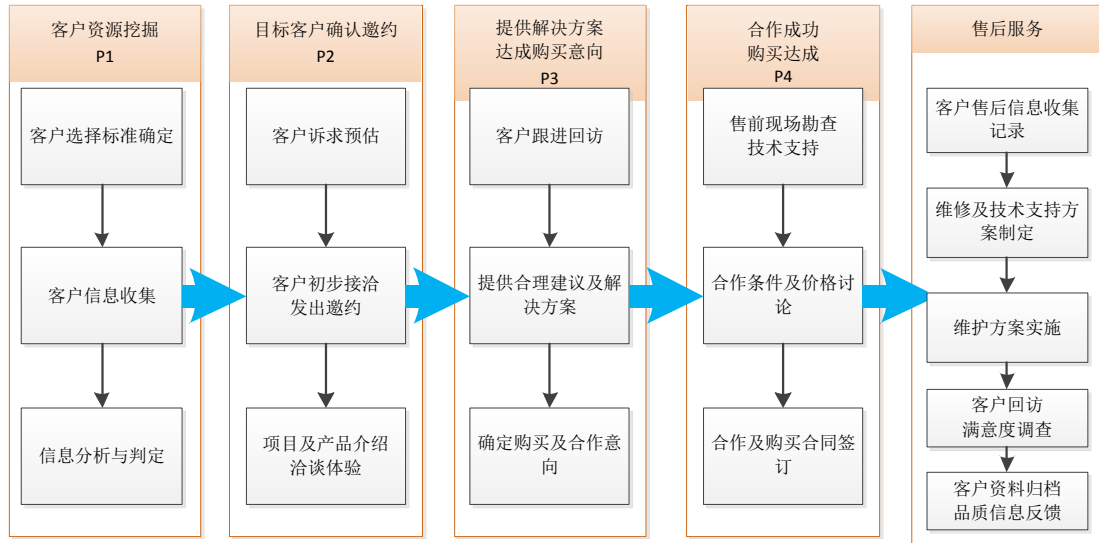 客户资源挖掘
P1
客户选择标准确定
客户信息收集
信息分析与判定
目标客户确认邀约
P2
客户诉求预估
客户初步接洽
发出邀约
项目及产品介绍
洽谈体验
提供解决方案
达成购买意向
P3
客户跟进回访
提供合理建议及解
决方案
确定购买及合作意
向
合作成功
购买达成
P4
售前现场勘查
技术支持
合作条件及价格讨
论
合作及购买合同签
订
售后服务
客户售后信息收集
记录
维修及技术支持方
案制定
维护方案实施
客户回访
满意度调查
客户资料归档
品质信息反馈